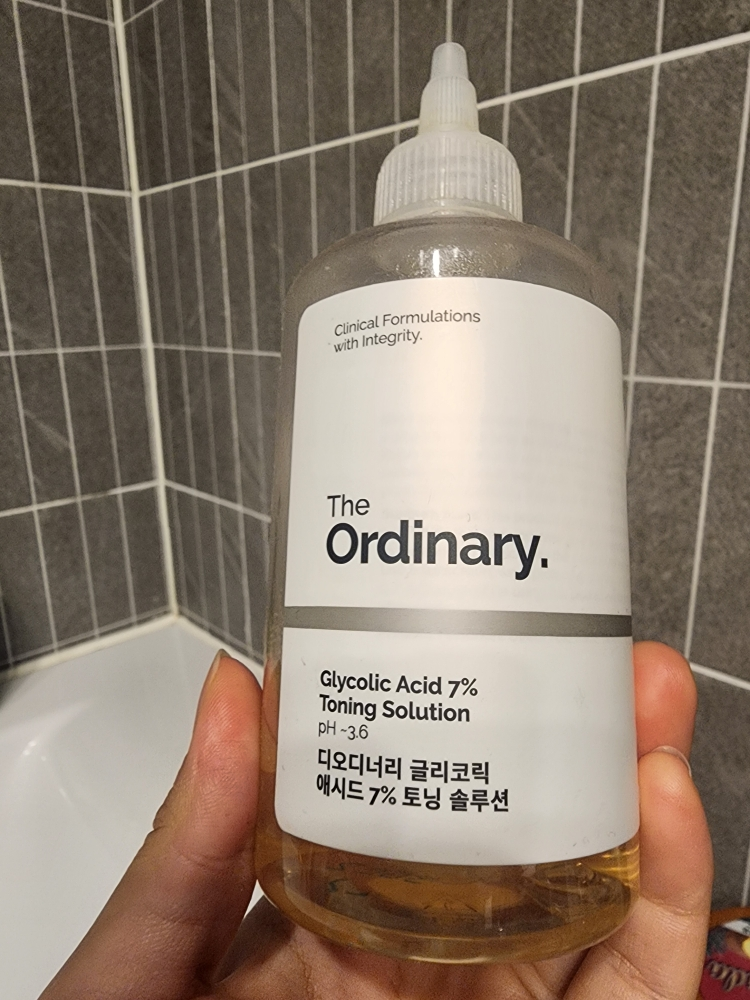 Clinical Formulations
with Integrity.
The
Ordinary.
Glycolic Acid 7%
Toning Solution
pH ~3.6
디오디너리 글리코릭
애시드 7% 토닝 솔루션